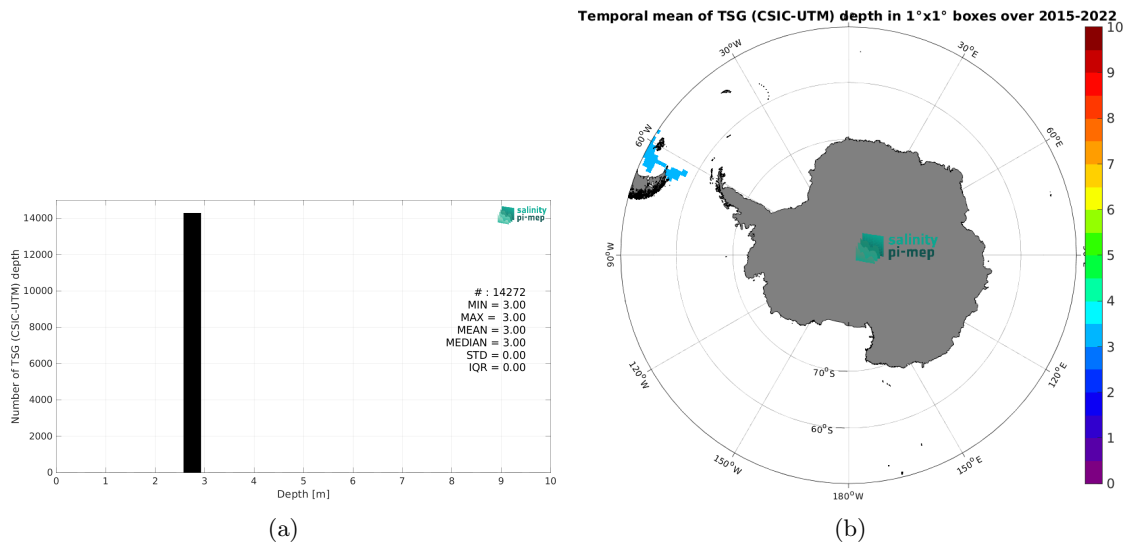 Temporal mean of TSG (CSIC-UTM) depth in 1°x1° boxes over 2015-2022
Number of TSG (CSIC-UTM) depth
14000
12000
10000
8000
6000
4000
2000
0
salinity
pi-mep
# : 14272
MIN = 3.00
MAX = 3.00
MEAN = 3.00
MEDIAN = 3.00
STD = 0.00
IQR = 0.00
0 1 2 3 4 5 6 7 8 9 10
Depth [m]
(a)
0°
30°W
30°E
60°W
60°E
90°W
120°W
120°E
150°W
150°E
180°W
70°S
60°S
salinity
pi-mep
10
9
8
7
6
5
4
3
2
1
0
(b)